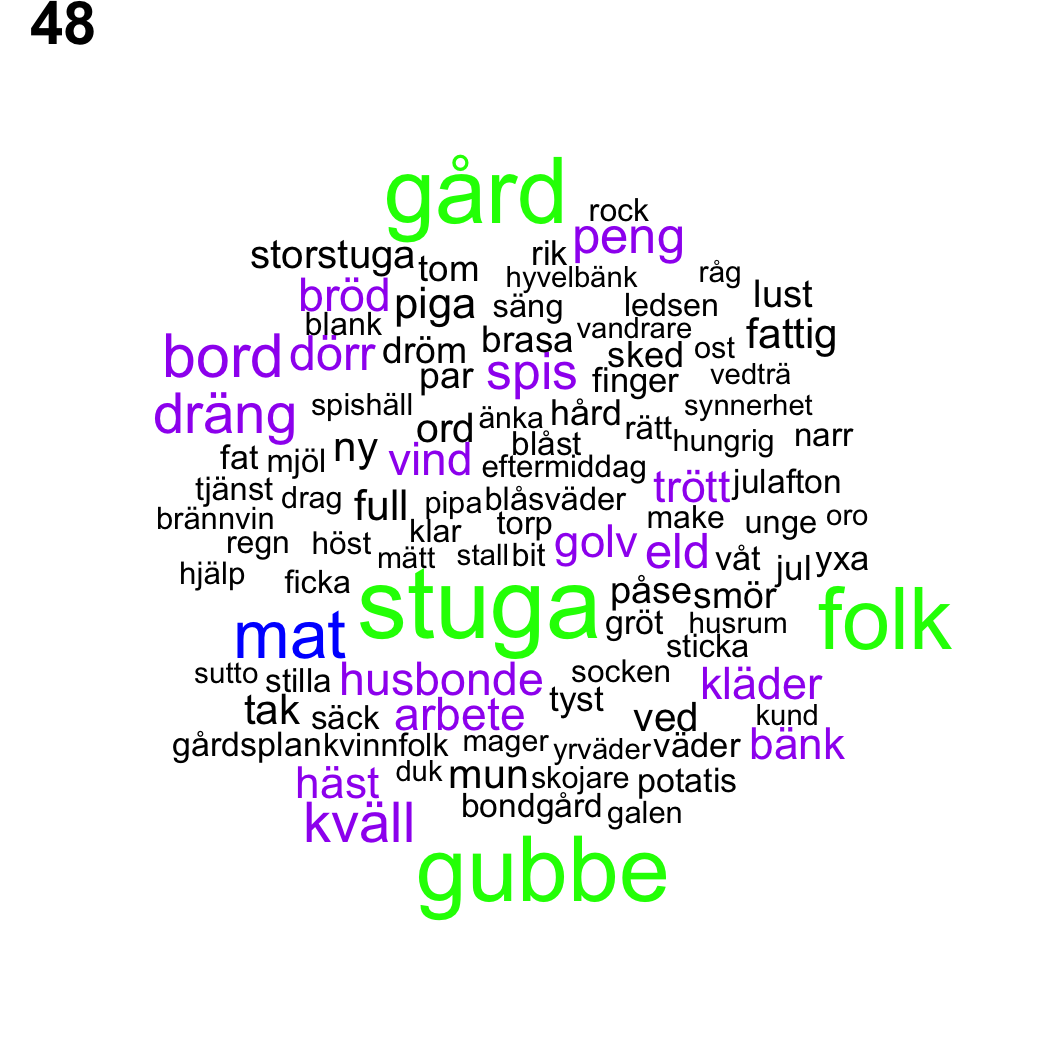 48
gård
rock
peng
storstuga tom rik
hyvelbänk råg
bröd piga säng ledsen lust
blank vandrare fattig
bord dörr dröm brasa sked ost
par spis finger vedträ
dräng spishäll änka hård synnerhet
ord rätt hungrig narr
fat mjöl ny vind blåst eftermiddag
tjänst drag full pipa blåsväder trött julafton
brännvin klar torp make unge oro
regn höst mätt stall bit golv eld våt jul yxa
hjälp ficka stuga påse smör folk
mat gröt husrum
sticka
sutto stilla husbonde socken kläder
tak säck arbete tyst ved kund
gårdsplan kvinnfolk mager yrväder väder bänk
häst duk mun skojare potatis
kväll bondgård galen
gubbe